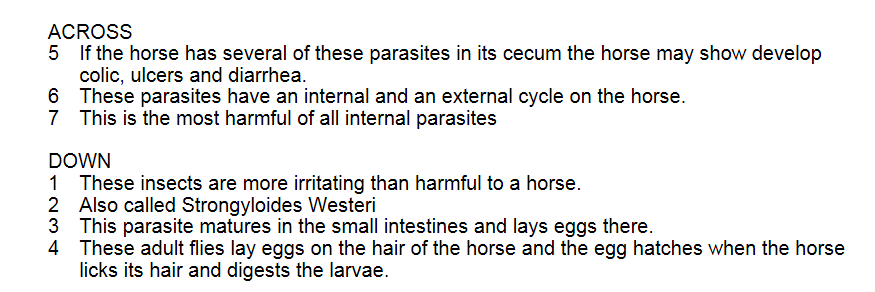 ACROSS
5 If the horse has several of these parasites in its cecum the horse may show develop
colic, ulcers and diarrhea.
6 These parasites have an internal and an external cycle on the horse.
7 This is the most harmful of all internal parasites
DOWN
1 These insects are more irritating than harmful to a horse.
2 Also called Strongyloides Westeri
3 This parasite matures in the small intestines and lays eggs there.
4 These adult flies lay eggs on the hair of the horse and the egg hatches when the horse
licks its hair and digests the larvae.